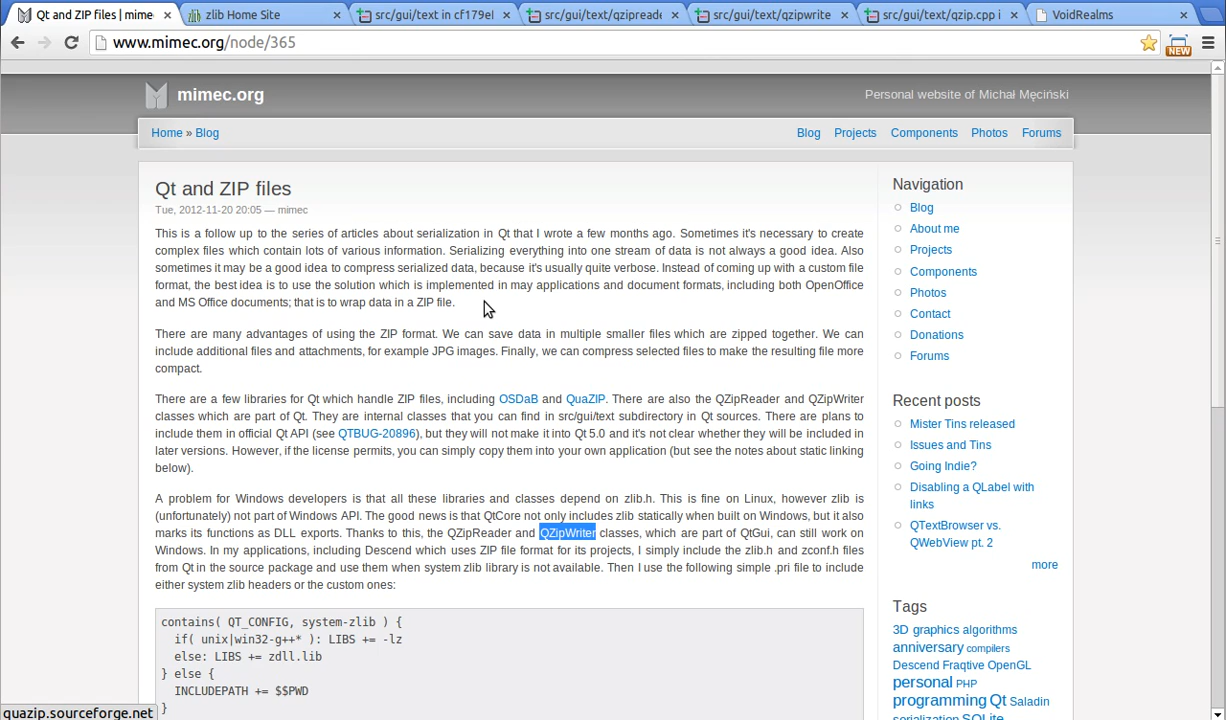 Qt and ZIP files | mime
zlib Home Site
src/gui/text in cf179el
src/gui/text/qzipread
src/gui/text/qzipwrite
src/gui/text/qzip.cpp i
VoidRealms
www.mimec.org/node/365
NEW
mimec.org
Personal website of Michał Męciński
Home » Blog
Blog Projects Components Photos Forums
Qt and ZIP files
Tue, 2012-11-20 20:05 — mimec
This is a follow up to the series of articles about serialization in Qt that I wrote a few months ago. Sometimes it's necessary to create
complex files which contain lots of various information. Serializing everything into one stream of data is not always a good idea. Also
sometimes it may be a good idea to compress serialized data, because it's usually quite verbose. Instead of coming up with a custom file
format, the best idea is to use the solution which is implemented in may applications and document formats, including both OpenOffice
and MS Office documents; that is to wrap data in a ZIP file.
There are many advantages of using the ZIP format. We can save data in multiple smaller files which are zipped together. We can
include additional files and attachments, for example JPG images. Finally, we can compress selected files to make the resulting file more
compact.
There are a few libraries for Qt which handle ZIP files, including OSDaB and QuaZIP. There are also the QZipReader and QZipWriter
classes which are part of Qt. They are internal classes that you can find in src/gui/text subdirectory in Qt sources. There are plans to
include them in official Qt API (see QTBUG-20896), but they will not make it into Qt 5.0 and it's not clear whether they will be included in
later versions. However, if the license permits, you can simply copy them into your own application (but see the notes about static linking
below).
A problem for Windows developers is that all these libraries and classes depend on zlib.h. This is fine on Linux, however zlib is
(unfortunately) not part of Windows API. The good news is that QtCore not only includes zlib statically when built on Windows, but it also
marks its functions as DLL exports. Thanks to this, the QZipReader and QZipWriter classes, which are part of QtGui, can still work on
Windows. In my applications, including Descend which uses ZIP file format for its projects, I simply include the zlib.h and zconf.h files
from Qt in the source package and use them when system zlib library is not available. Then I use the following simple .pri file to include
either system zlib headers or the custom ones:
contains( QT_CONFIG, system-zlib ) {
if( unix|win32-g++* ): LIBS += -lz
else: LIBS += zdll.lib
} else {
INCLUDEPATH += $$PWD
}
Navigation
Blog
About me
Projects
Components
Photos
Contact
Donations
Forums
Recent posts
Mister Tins released
Issues and Tins
Going Indie?
Disabling a QLabel with
links
QTextBrowser vs.
QWebView pt. 2
more
Tags
3D graphics algorithms
anniversary compilers
Descend Fraqtive OpenGL
personal PHP
programming Qt Saladin
serialization SQLite
quazip.sourceforge.net